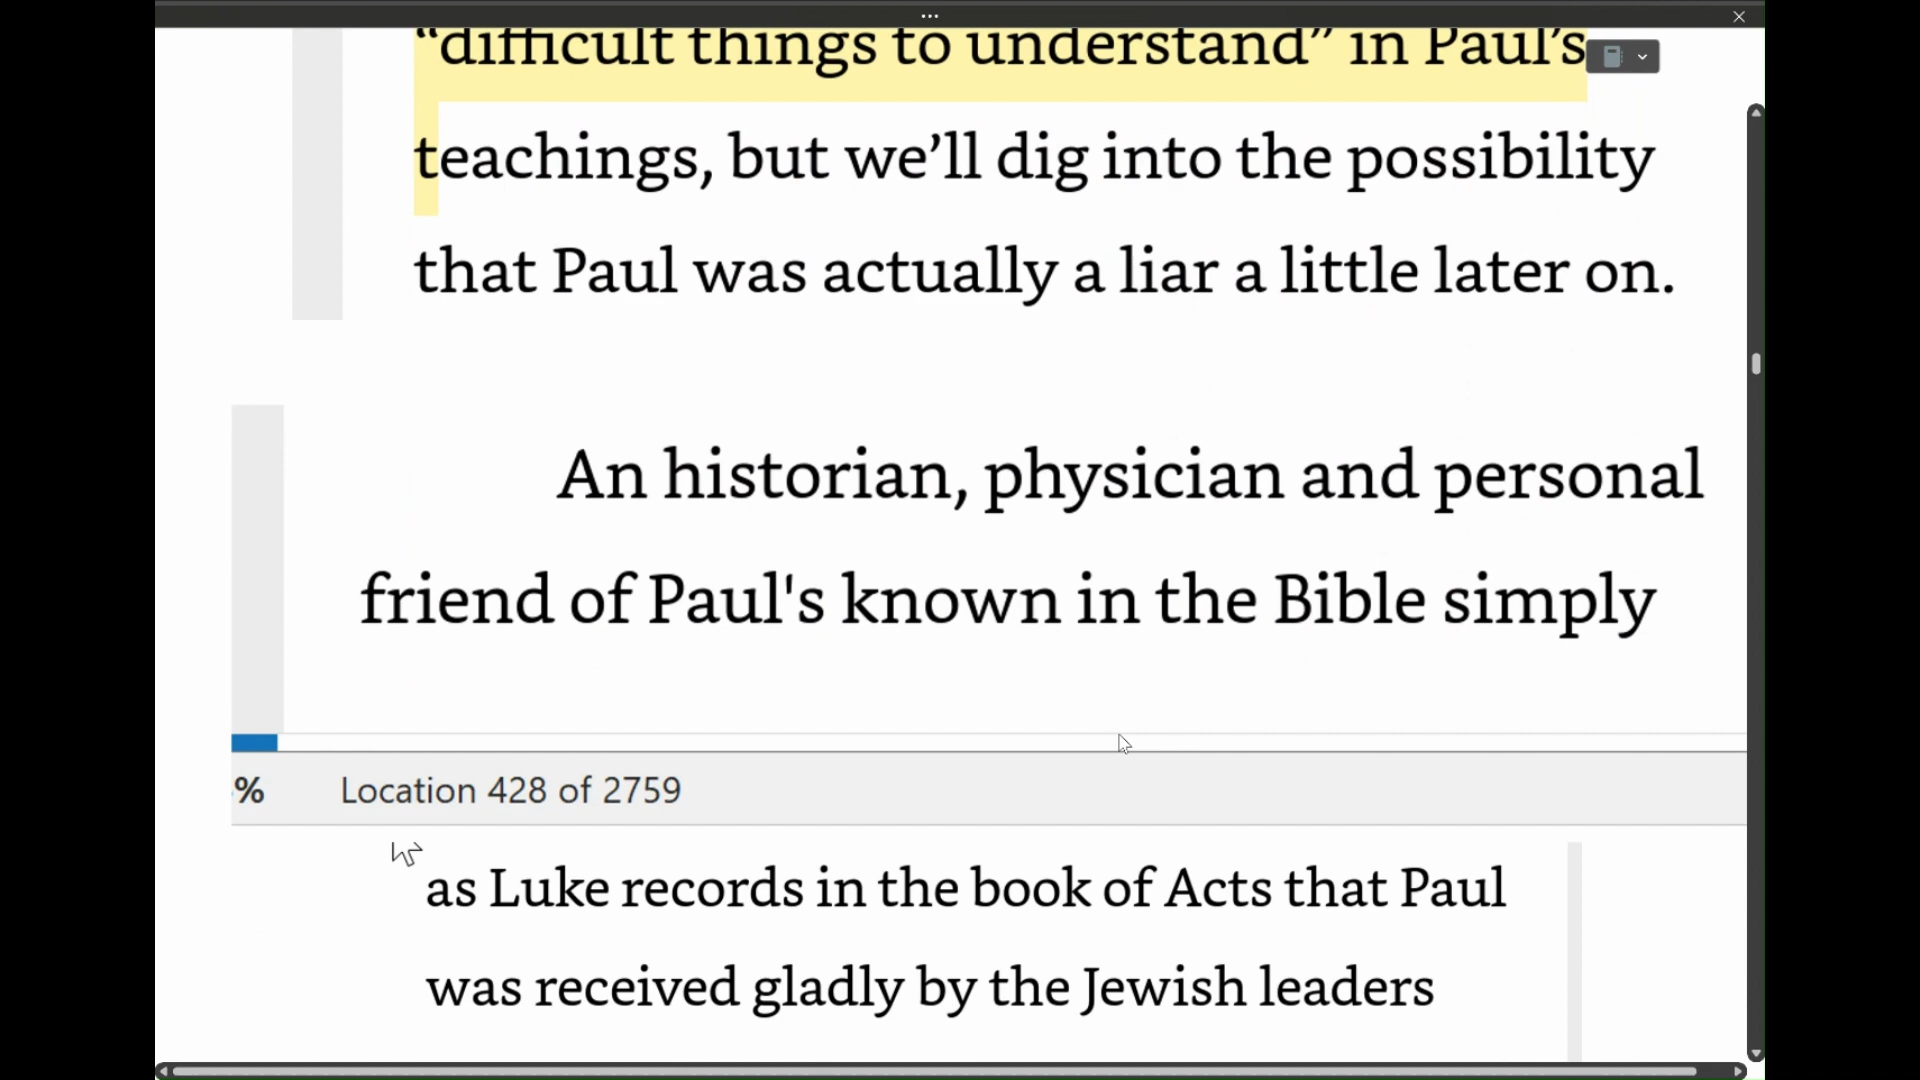 “difficult things to understand” in Paul’s
teachings, but we’ll dig into the possibility
that Paul was actually a liar a little later on.
An historian, physician and personal
friend of Paul's known in the Bible simply
% Location 428 of 2759
as Luke records in the book of Acts that Paul
was received gladly by the Jewish leaders